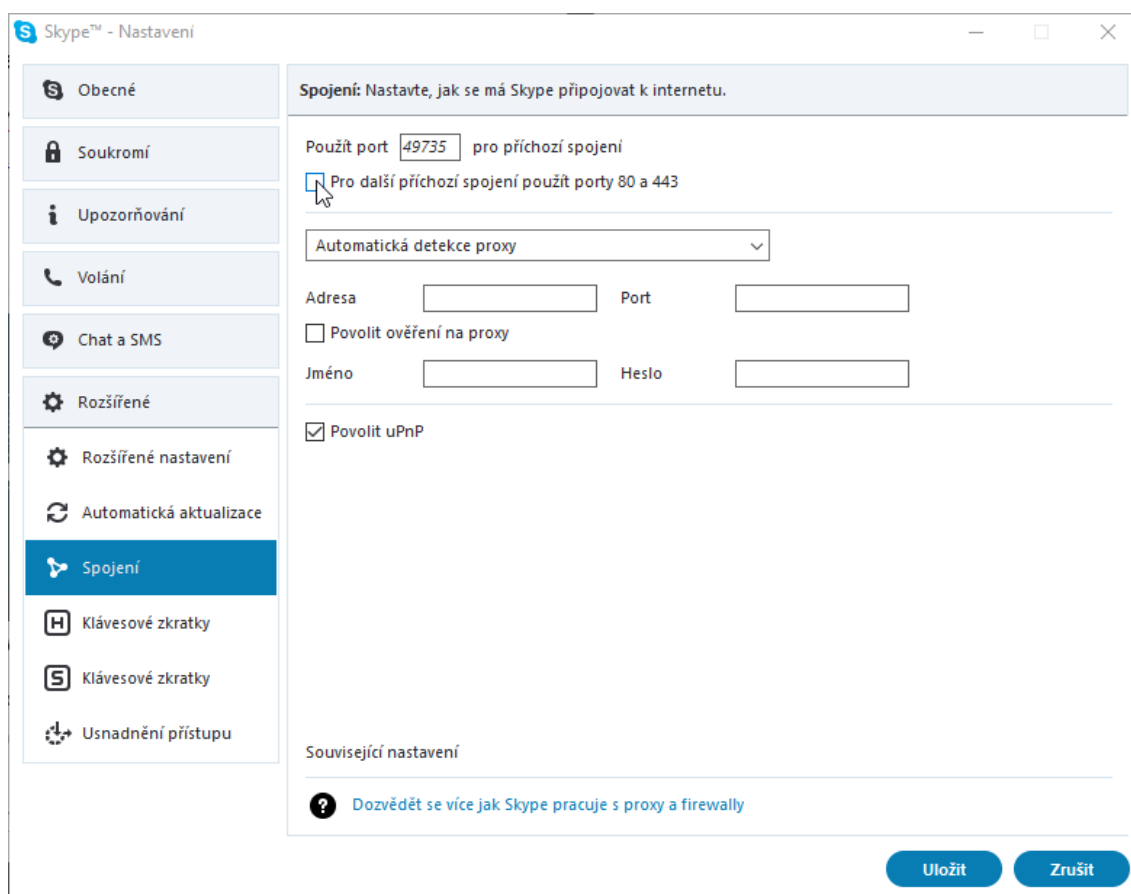 Skype™ - Nastavení
Obecné
Soukromí
Upozorňování
Volání
Chat a SMS
Rozšířené
Rozšířené nastavení
Automatická aktualizace
Spojení
Klávesové zkratky
Klávesové zkratky
Usnadnění přístupu
Spojení: Nastavte, jak se má Skype připojovat k internetu.
Použít port 49735 pro příchozí spojení
Pro další příchozí spojení použít porty 80 a 443
Automatická detekce proxy
Adresa Port
Povolit ověření na proxy
Jméno Heslo
Povolit uPnP
Související nastavení
Dozvědět se více jak Skype pracuje s proxy a firewally
Uložit Zrušit